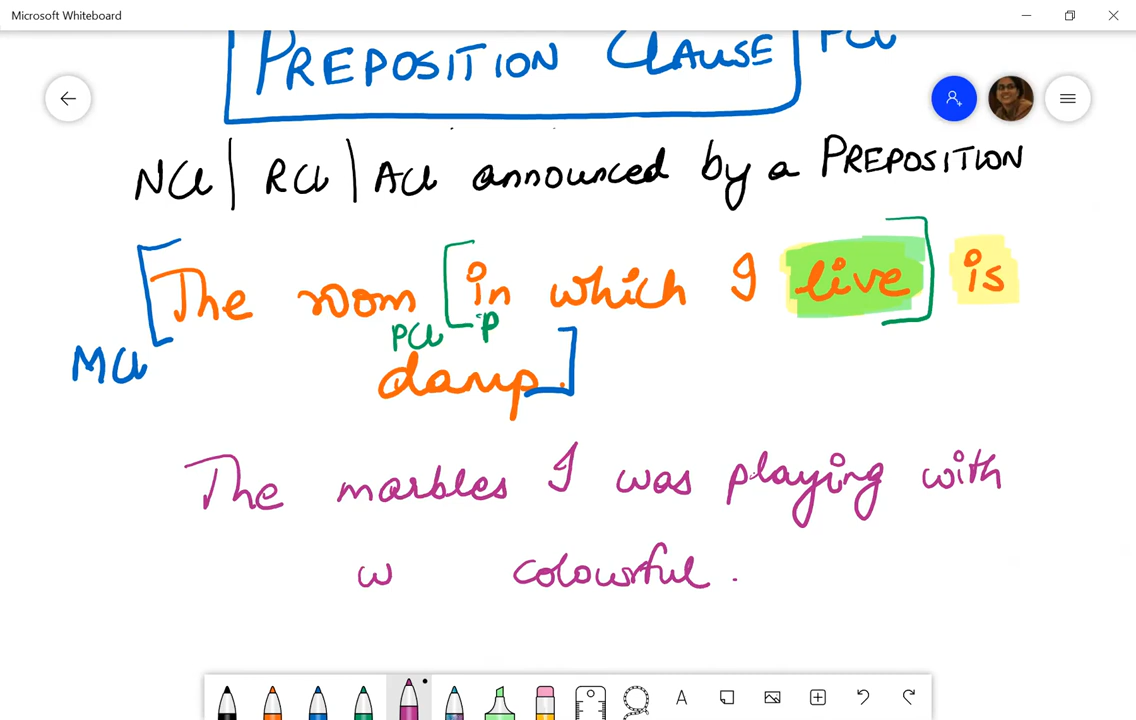 Microsoft Whiteboard
PREPOSITION CLAUSE PCl
NCl | RCl | ACl announced by a PREPOSITION
[The room [in which I live] is
PCl P
MCl damp.]
The marbles I was playing with
w colourful.
A